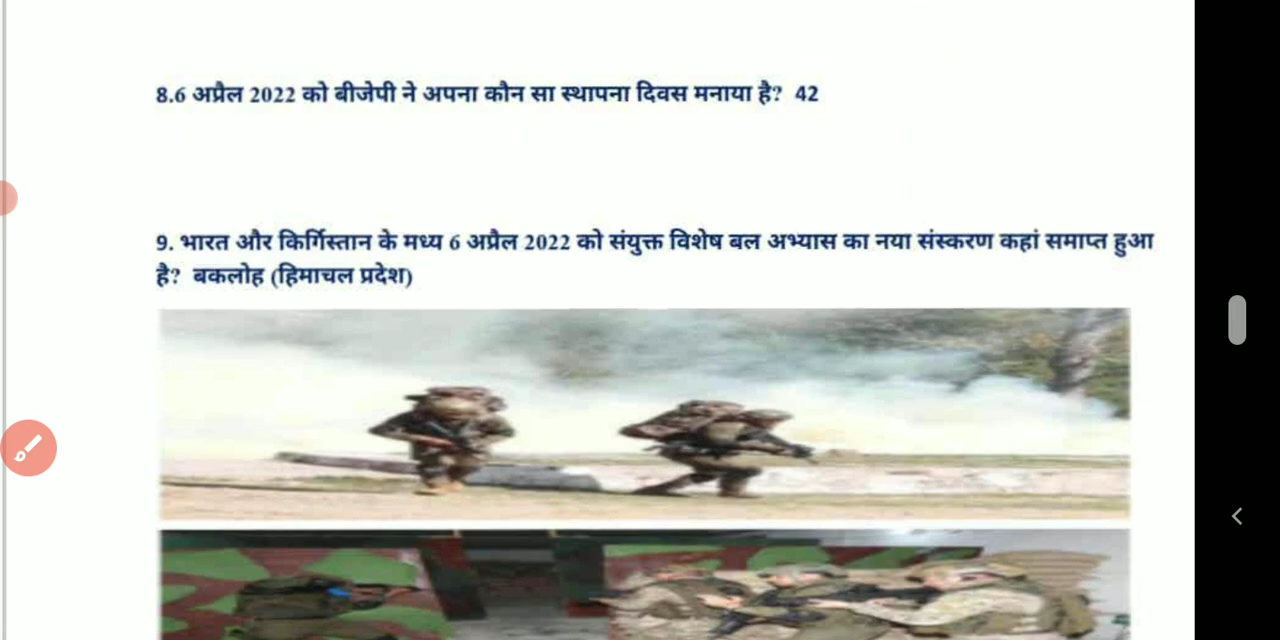 8.6 अप्रैल 2022 को बीजेपी ने अपना कौन सा स्थापना दिवस मनाया है? 42
9. भारत और किर्गिस्तान के मध्य 6 अप्रैल 2022 को संयुक्त विशेष बल अभ्यास का नया संस्करण कहां समाप्त हुआ
है? बकलोह (हिमाचल प्रदेश)